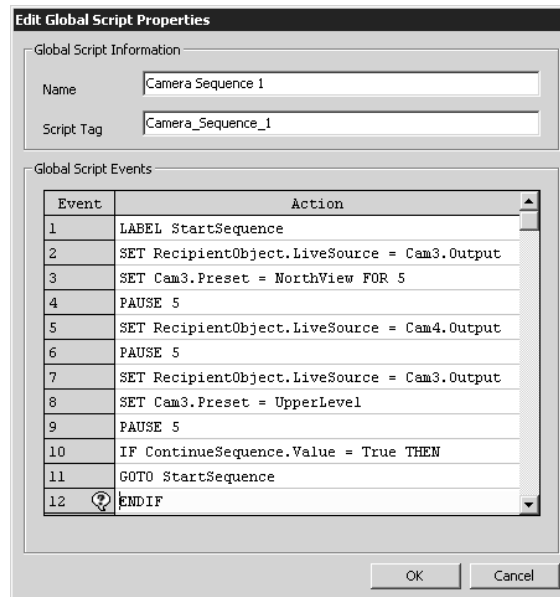 Edit Global Script Properties
Global Script Information
Name Camera Sequence 1
Script Tag Camera_Sequence_1
Global Script Events
Event Action
1 LABEL StartSequence
2 SET RecipientObject.LiveSource = Cam3.Output
3 SET Cam3.Preset = NorthView FOR 5
4 PAUSE 5
5 SET RecipientObject.LiveSource = Cam4.Output
6 PAUSE 5
7 SET RecipientObject.LiveSource = Cam3.Output
8 SET Cam3.Preset = UpperLevel
9 PAUSE 5
10 IF ContinueSequence.Value = True THEN
11 GOTO StartSequence
12 ENDIF
OK Cancel